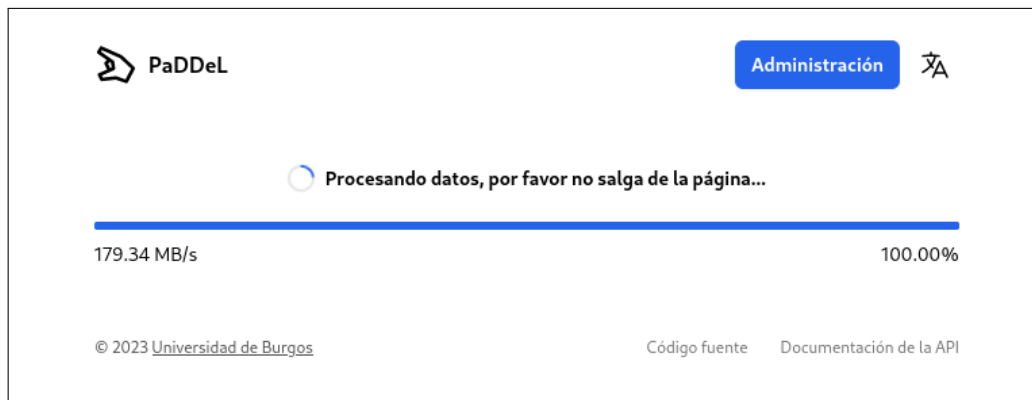 PaDDeL Administración
Procesando datos, por favor no salga de la página...
179.34 MB/s 100.00%
© 2023 Universidad de Burgos Código fuente Documentación de la API